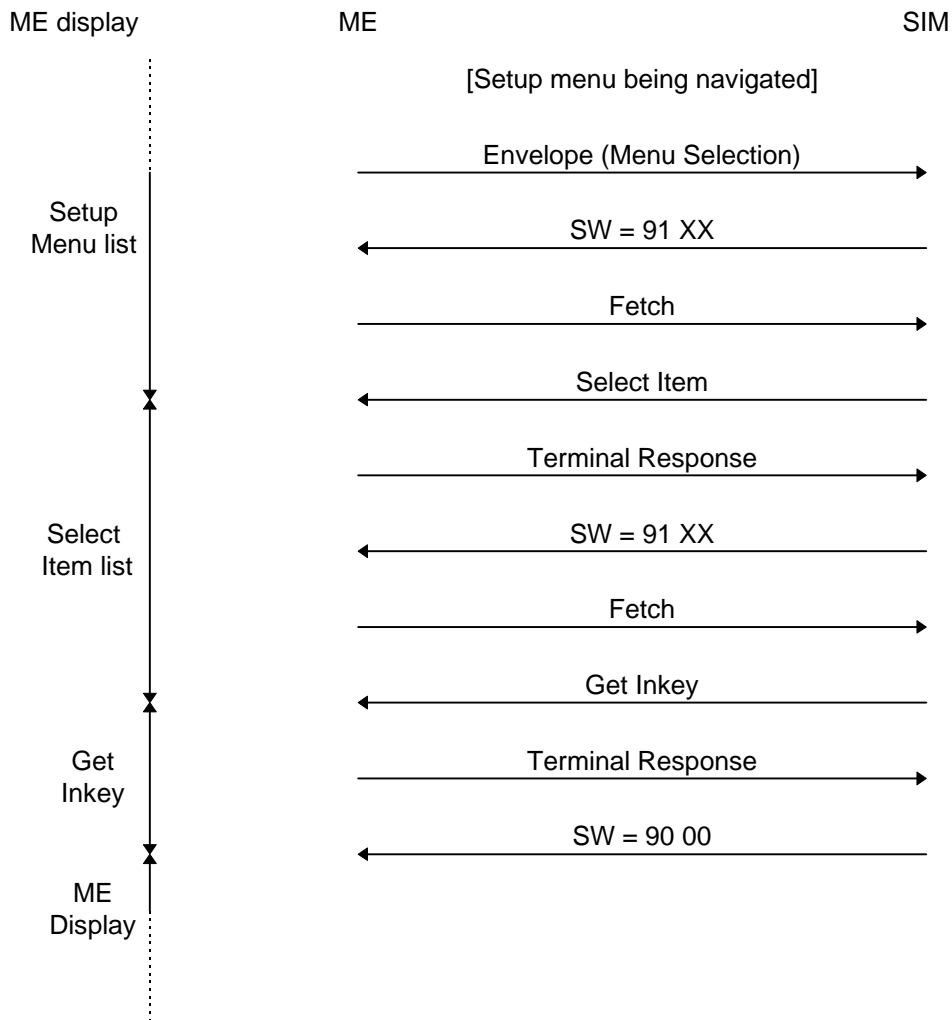 ME display
ME
SIM
[Setup menu being navigated]
Envelope (Menu Selection)
Setup
Menu list
SW = 91 XX
Fetch
Select Item
Terminal Response
Select
Item list
SW = 91 XX
Fetch
Get Inkey
Get
Inkey
Terminal Response
SW = 90 00
ME
Display